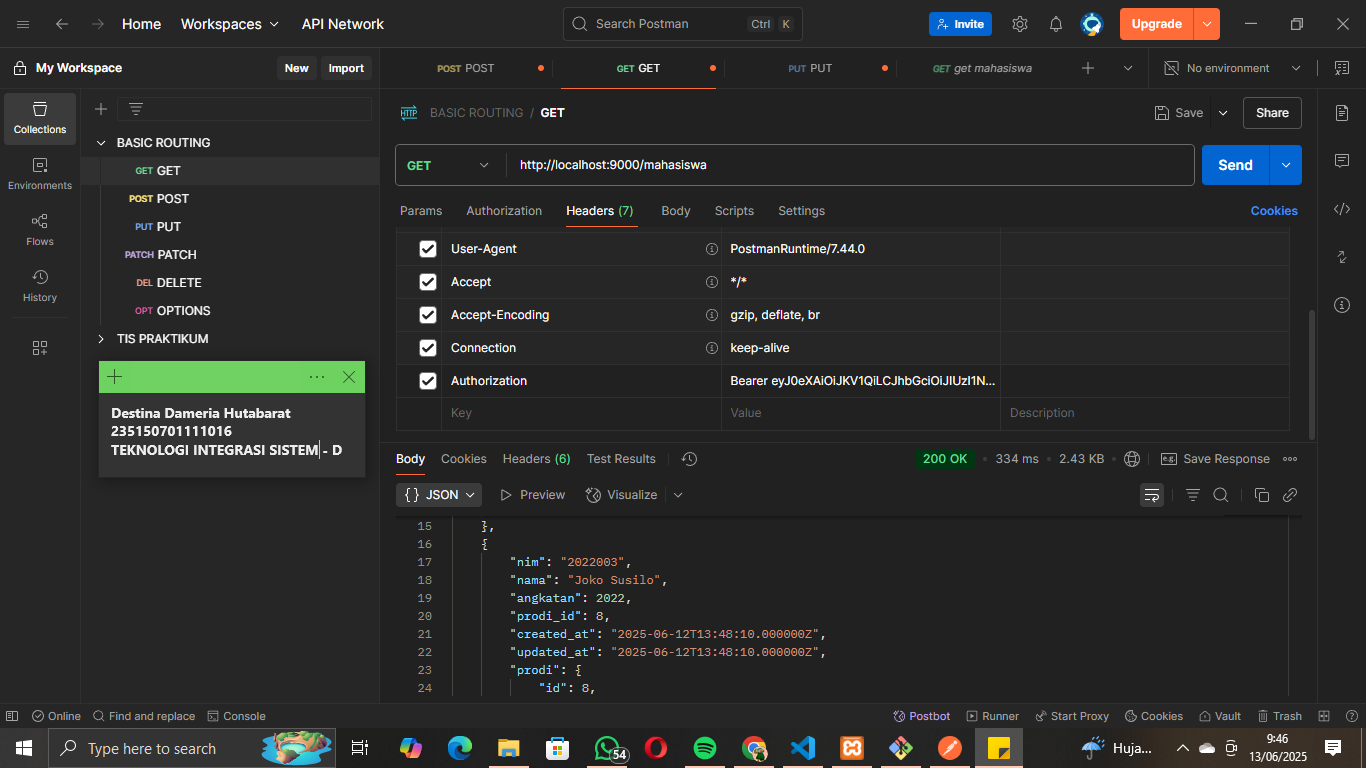 Home Workspaces API Network Search Postman Ctrl K Invite Upgrade
My Workspace New Import POST POST GET GET PUT PUT GET get mahasiswa No environment
Collections
Environments
Flows
History
BASIC ROUTING
GET GET
POST POST
PUT PUT
PATCH PATCH
DEL DELETE
OPT OPTIONS
TIS PRAKTIKUM
Destina Dameria Hutabarat
235150701111016
TEKNOLOGI INTEGRASI SISTEM - D
HTTP BASIC ROUTING / GET Save Share
GET http://localhost:9000/mahasiswa Send
Params Authorization Headers (7) Body Scripts Settings Cookies
User-Agent PostmanRuntime/7.44.0
Accept */*
Accept-Encoding gzip, deflate, br
Connection keep-alive
Authorization Bearer eyJ0eXAiOiJKV1QiLCJhbGciOiJIUzI1N...
Key Value Description
Body Cookies Headers (6) Test Results 200 OK • 334 ms • 2.43 KB • e.g. Save Response
{} JSON Preview Visualize
15 },
16 {
17 "nim": "2022003",
18 "nama": "Joko Susilo",
19 "angkatan": 2022,
20 "prodi_id": 8,
21 "created_at": "2025-06-12T13:48:10.000000Z",
22 "updated_at": "2025-06-12T13:48:10.000000Z",
23 "prodi": {
24 "id": 8,
Online Find and replace Console Postbot Runner Start Proxy Cookies Vault Trash
Type here to search 54 Huja... 9:46
13/06/2025